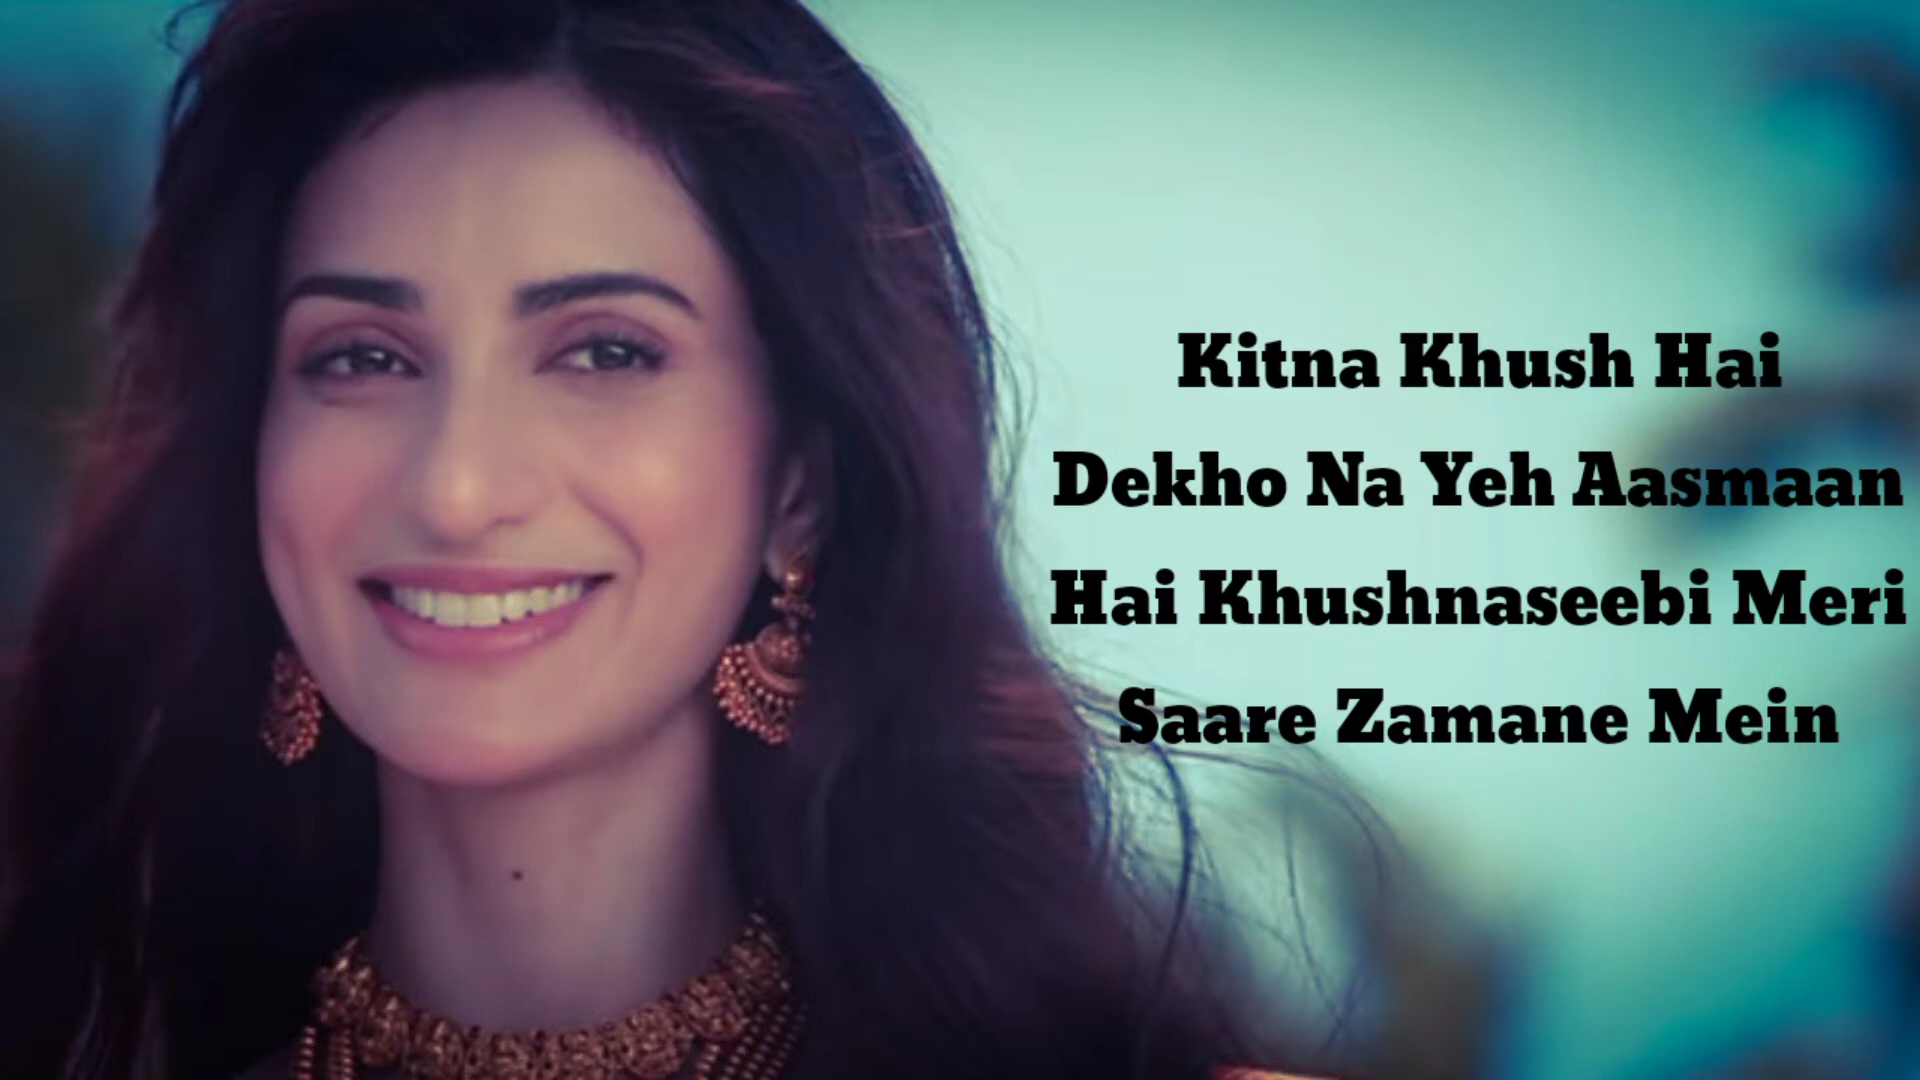 Kitna Khush Hai
Dekho Na Yeh Aasmaan
Hai Khushnaseebi Meri
Saare Zamane Mein